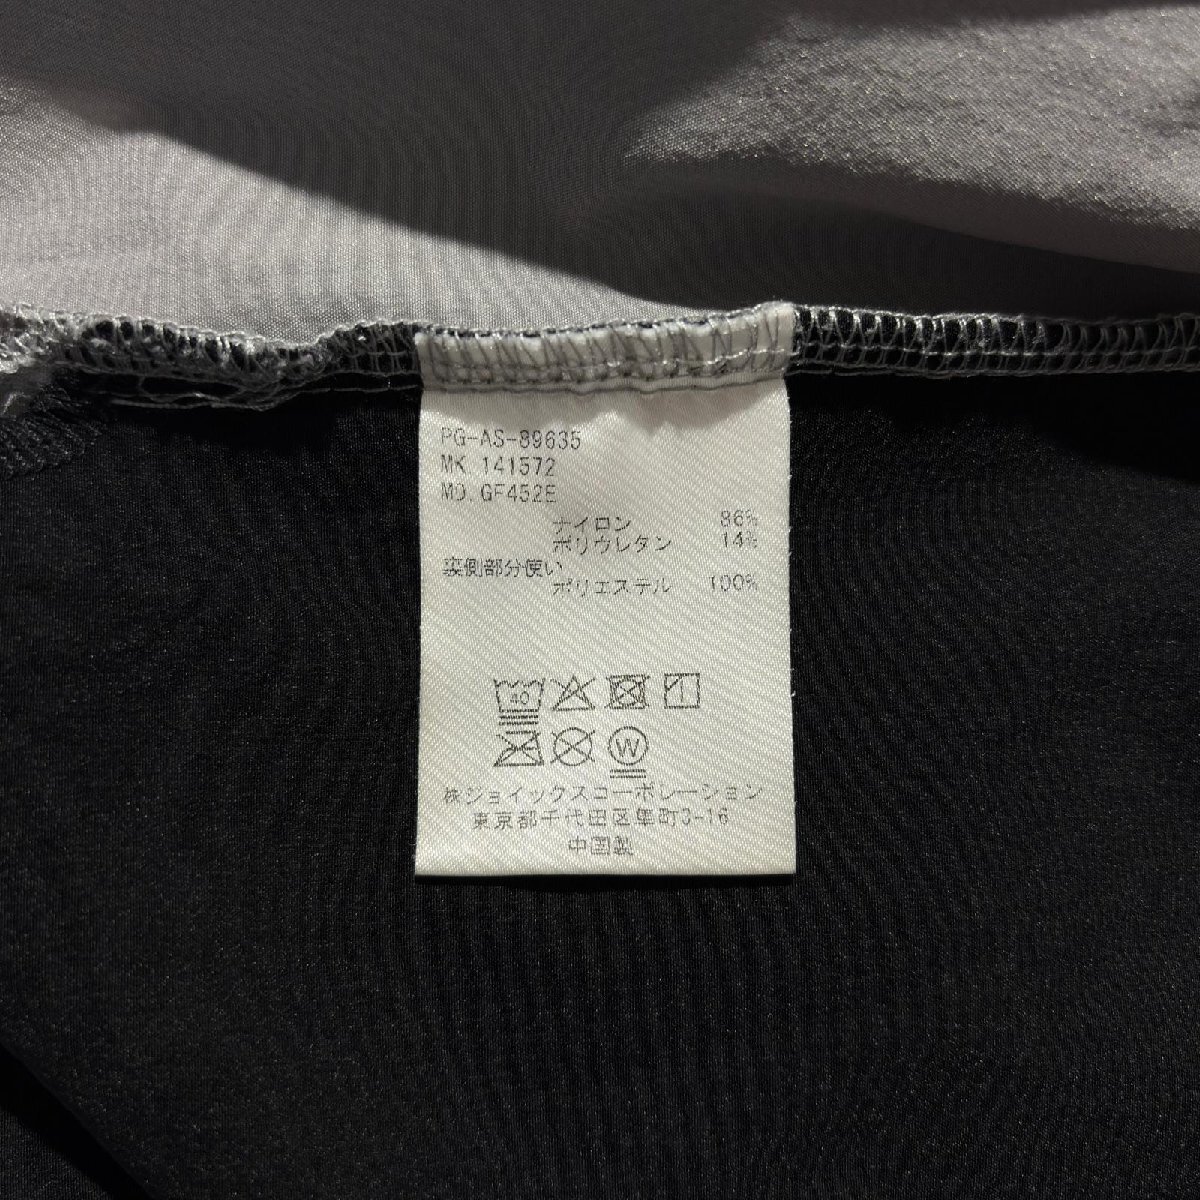 PG-AS-89635
MK 141572
MO.GF452E
ナイロン 86%
ポリウレタン 14%
裏側部分使い
ポリエステル 100%
40
W
㈱ジョイックスコーポレーション
東京都千代田区隼町3-16
中国製